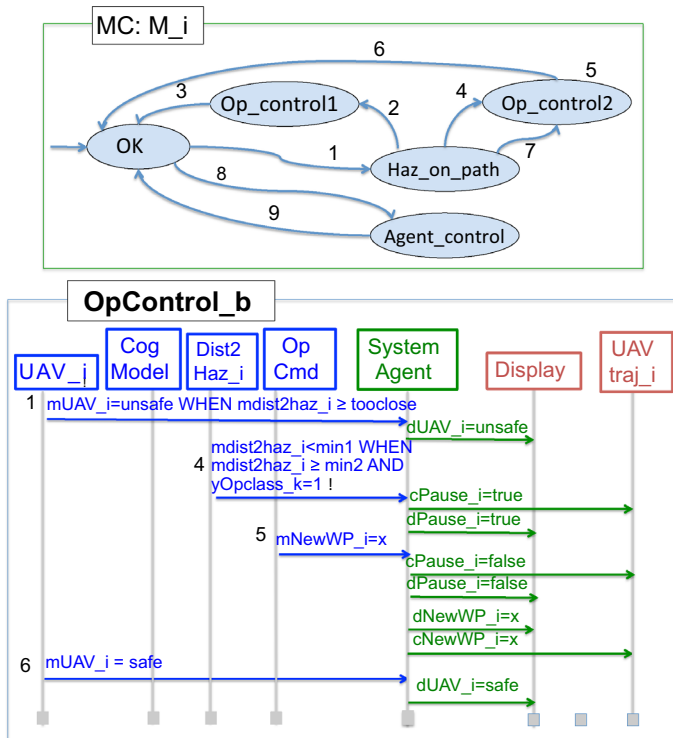 MC: M_i
6
5
3
Op_control1
4
Op_control2
2
OK
1
7
Haz_on_path
8
9
Agent_control
OpControl_b
UAV_i
Cog
Model
Dist2
Haz_i
Op
Cmd
System
Agent
Display
UAV
traj_i
1
mUAV_i=unsafe WHEN mdist2haz_i ≥ tooclose
dUAV_i=unsafe
4
mdist2haz_i<min1 WHEN
mdist2haz_i ≥ min2 AND
yOpclass_k=1 !
cPause_i=true
dPause_i=true
5
mNewWP_i=x
cPause_i=false
dPause_i=false
dNewWP_i=x
cNewWP_i=x
6
mUAV_i = safe
dUAV_i=safe